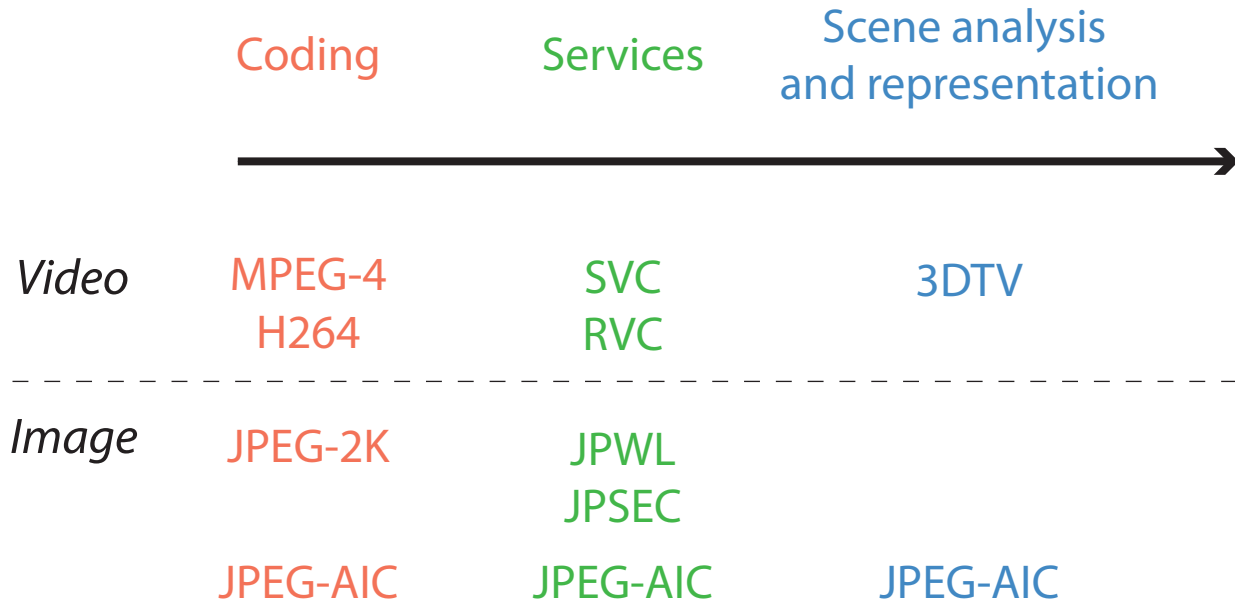 Coding Services Scene analysis
and representation
Video MPEG-4 SVC 3DTV
H264 RVC
Image JPEG-2K JPWL
JPSEC
JPEG-AIC JPEG-AIC JPEG-AIC